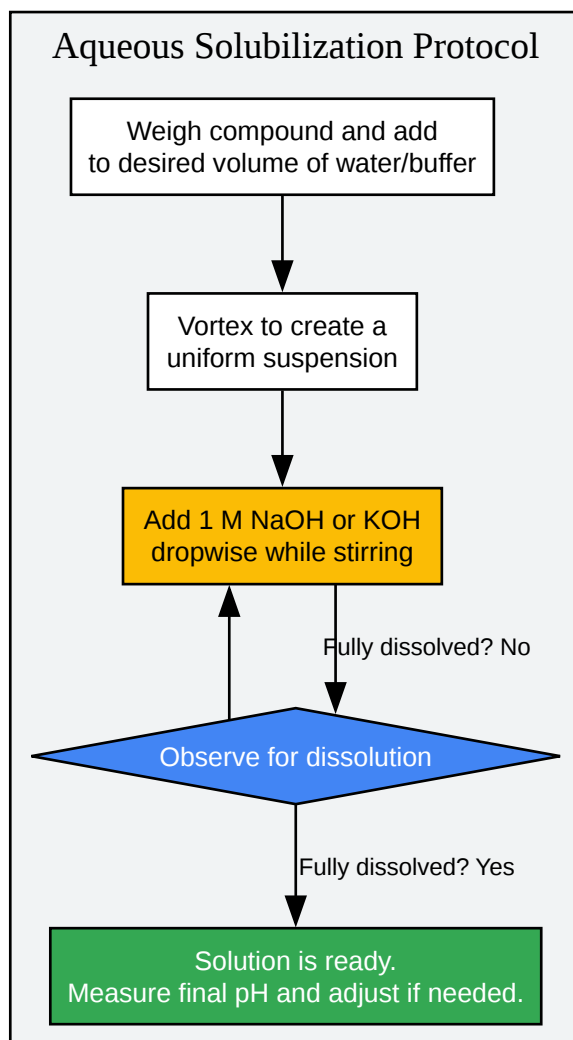 Aqueous Solubilization Protocol
Weigh compound and add
to desired volume of water/buffer
Vortex to create a
uniform suspension
Add 1 M NaOH or KOH
dropwise while stirring
Fully dissolved? No
Observe for dissolution
Fully dissolved? Yes
Solution is ready.
Measure final pH and adjust if needed.